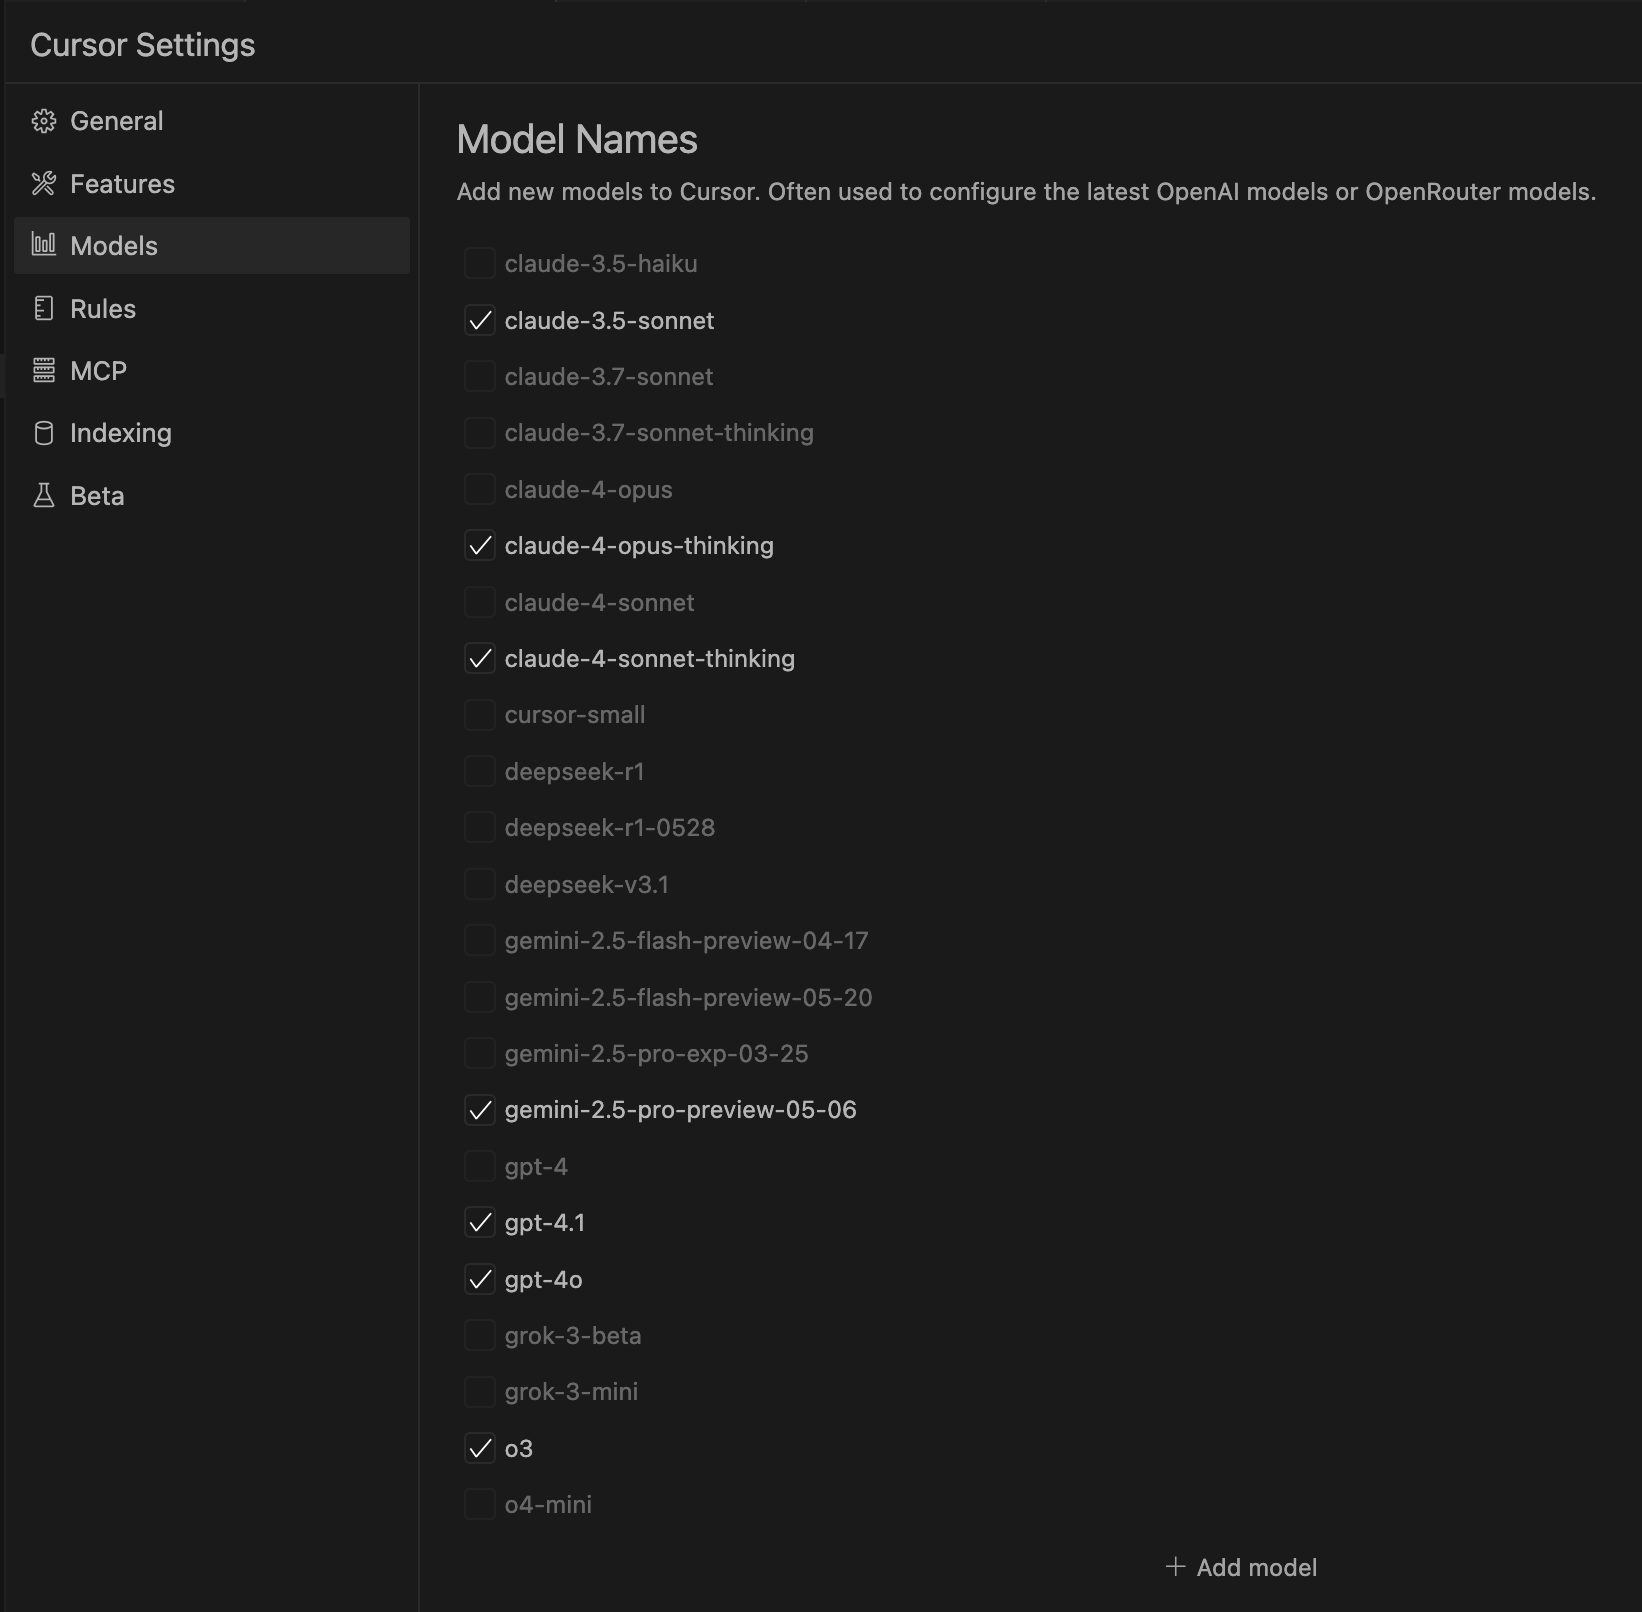 Cursor Settings
General
Features
Models
Rules
MCP
Indexing
Beta
Model Names
Add new models to Cursor. Often used to configure the latest OpenAI models or OpenRouter models.
claude-3.5-haiku
claude-3.5-sonnet
claude-3.7-sonnet
claude-3.7-sonnet-thinking
claude-4-opus
claude-4-opus-thinking
claude-4-sonnet
claude-4-sonnet-thinking
cursor-small
deepseek-r1
deepseek-r1-0528
deepseek-v3.1
gemini-2.5-flash-preview-04-17
gemini-2.5-flash-preview-05-20
gemini-2.5-pro-exp-03-25
gemini-2.5-pro-preview-05-06
gpt-4
gpt-4.1
gpt-4o
grok-3-beta
grok-3-mini
o3
o4-mini
+ Add model